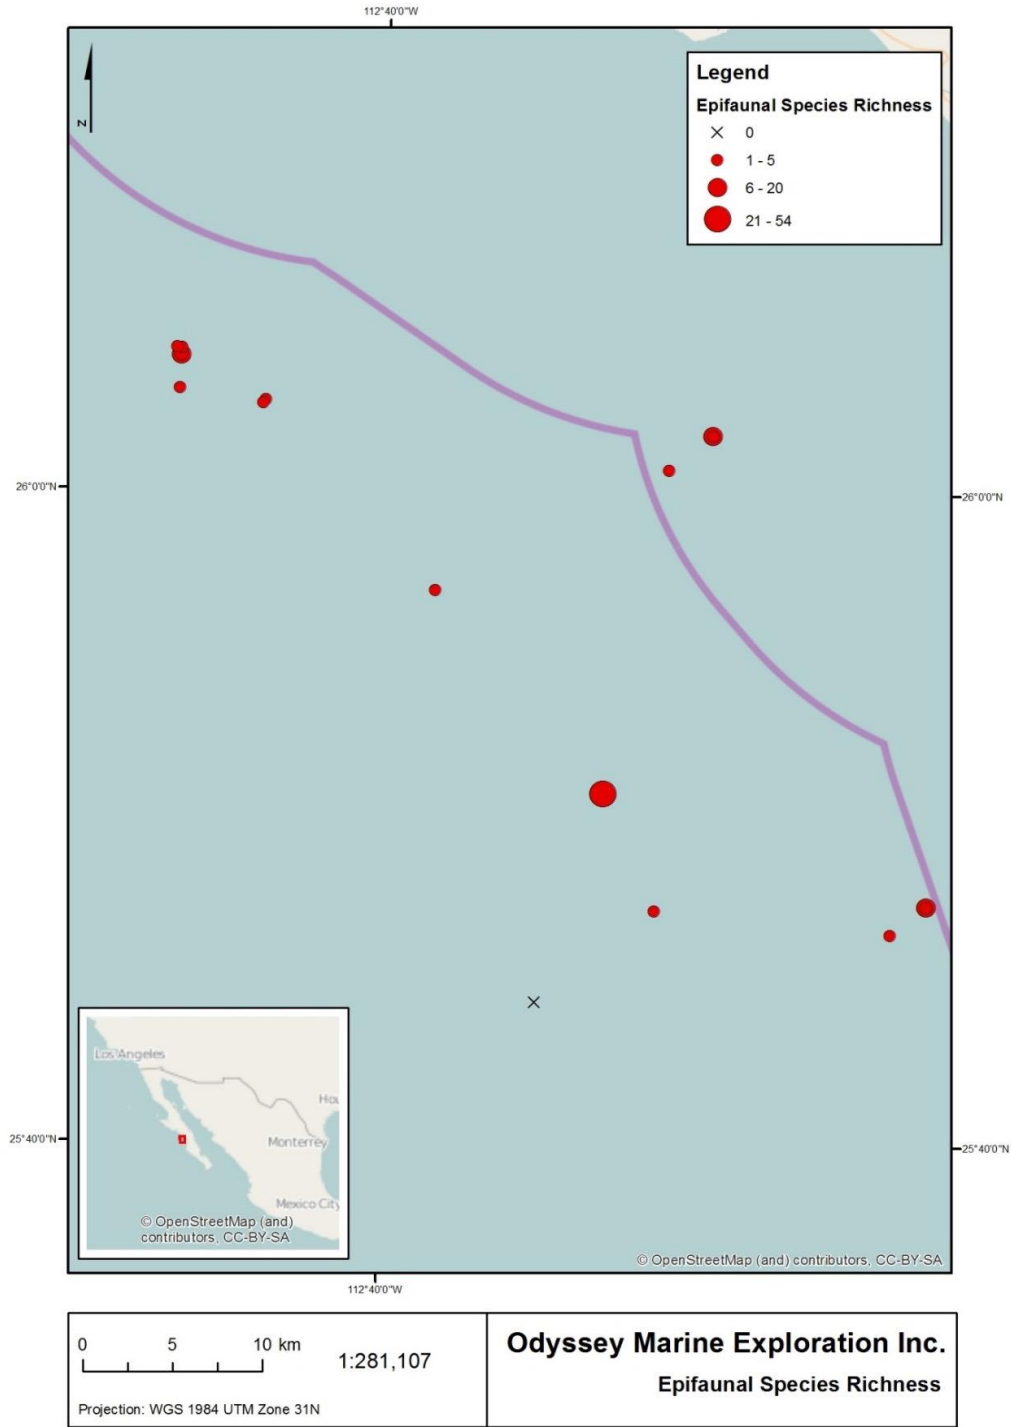 112°40'0"W
N
Legend
Epifaunal Species Richness
0
1 - 5
6 - 20
21 - 54
26°0'0"N
26°0'0"N
Los Angeles
Hou
Monterrey
Mexico City
© OpenStreetMap (and)
contributors, CC-BY-SA
25°40'0"N
25°40'0"N
© OpenStreetMap (and) contributors, CC-BY-SA
112°40'0"W
0 5 10 km
1:281,107
Projection: WGS 1984 UTM Zone 31N
Odyssey Marine Exploration Inc.
Epifaunal Species Richness